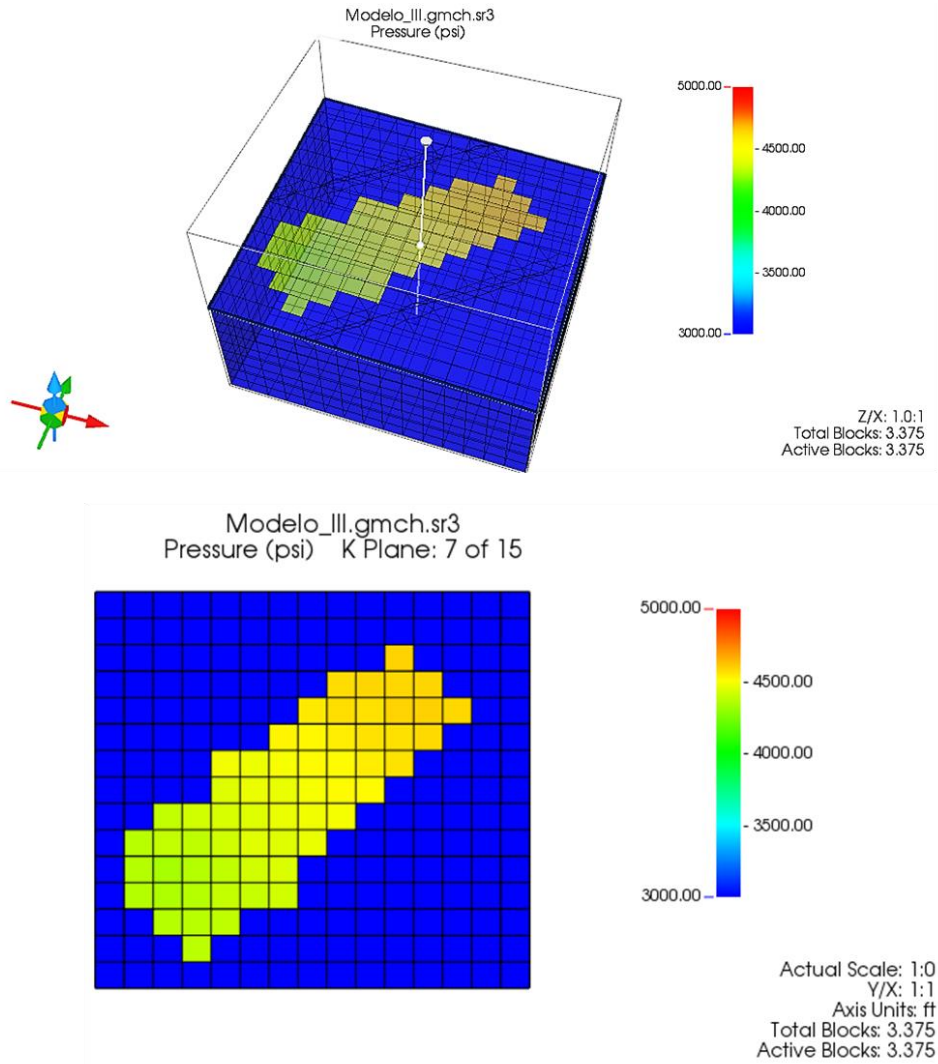 Modelo_III.gmch.sr3
Pressure (psi)
5000.00
4500.00
4000.00
3500.00
3000.00
Z/X: 1.0:1
Total Blocks: 3.375
Active Blocks: 3.375
Modelo_III.gmch.sr3
Pressure (psi) K Plane: 7 of 15
5000.00
4500.00
4000.00
3500.00
3000.00
Actual Scale: 1:0
Y/X: 1:1
Axis Units: ft
Total Blocks: 3.375
Active Blocks: 3.375